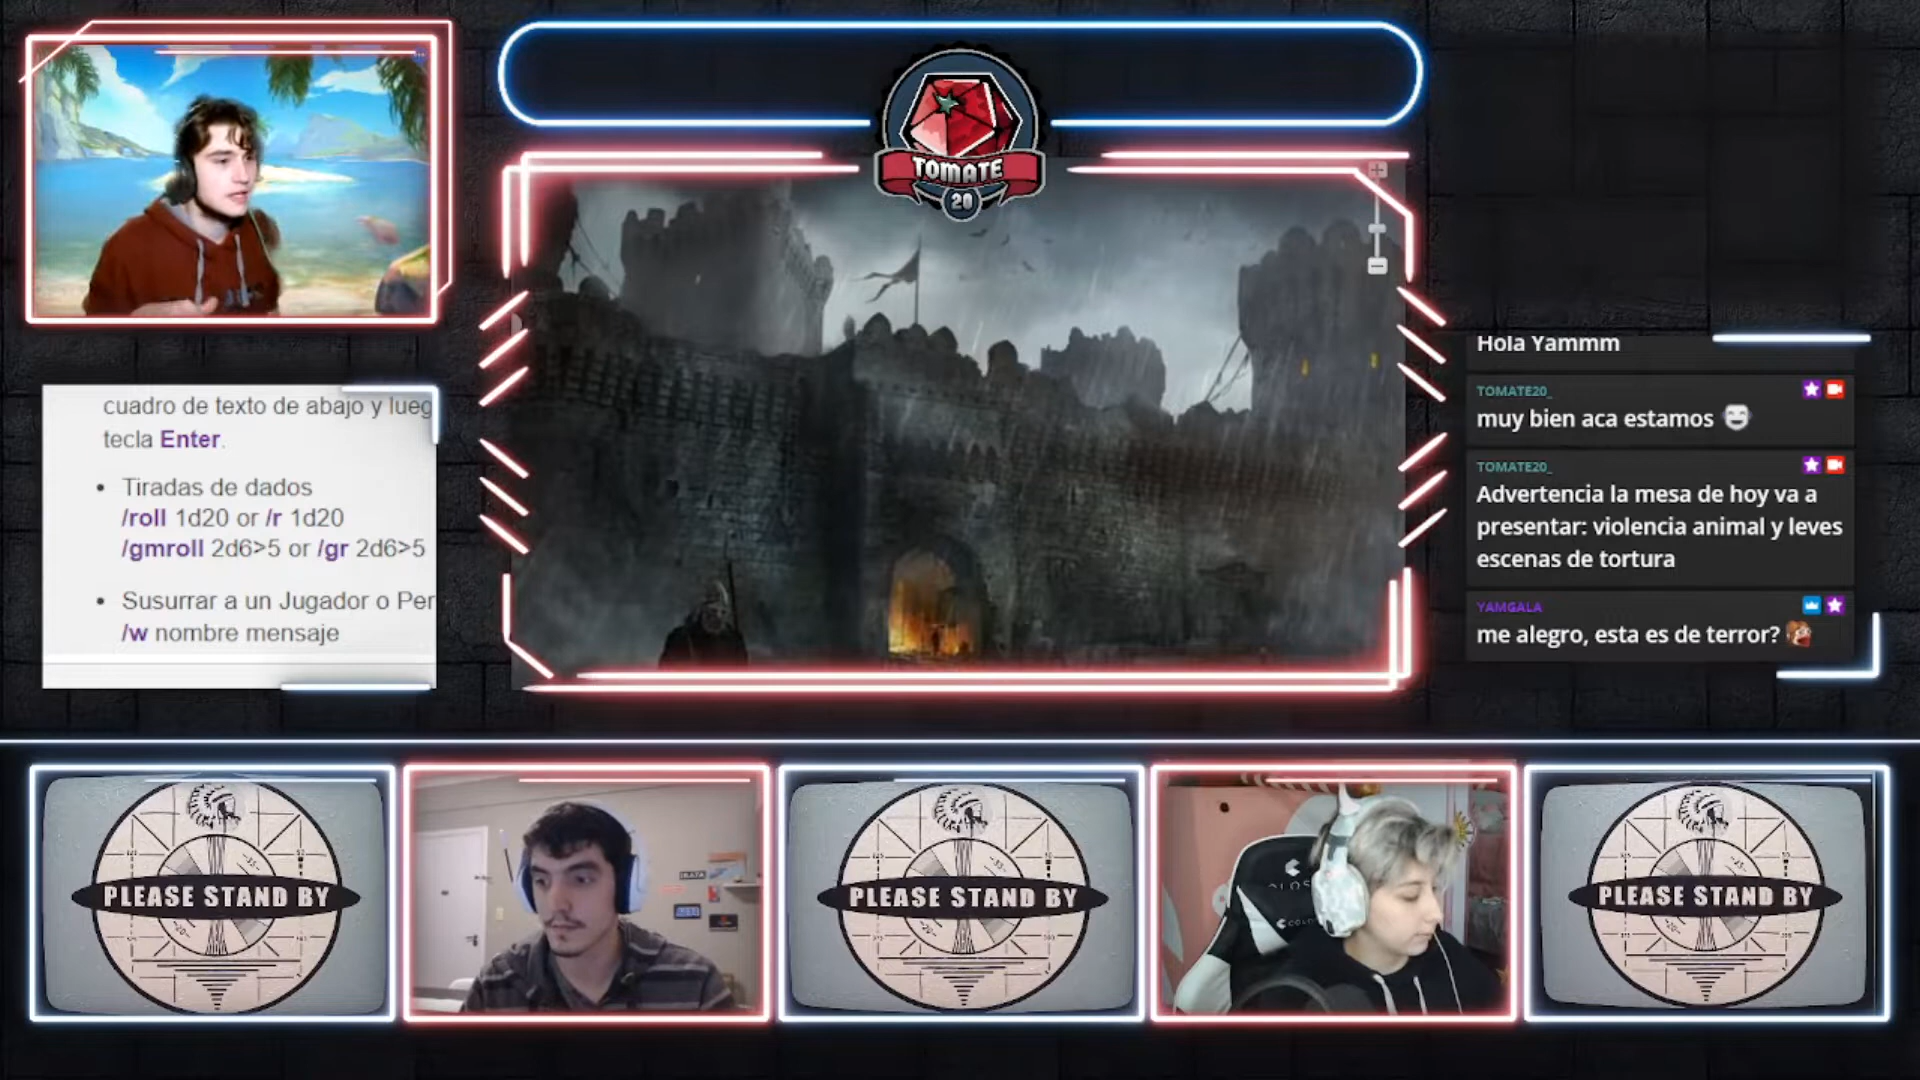 TOMATE
20
cuadro de texto de abajo y lueg
tecla Enter.
• Tiradas de dados
/roll 1d20 or /r 1d20
/gmroll 2d6>5 or /gr 2d6>5
• Susurrar a un Jugador o Per
/w nombre mensaje
Hola Yammm
TOMATE20_
muy bien aca estamos
TOMATE20_
Advertencia la mesa de hoy va a
presentar: violencia animal y leves
escenas de tortura
YAMGALA
me alegro, esta es de terror?
PLEASE STAND BY
PLEASE STAND BY
PLEASE STAND BY